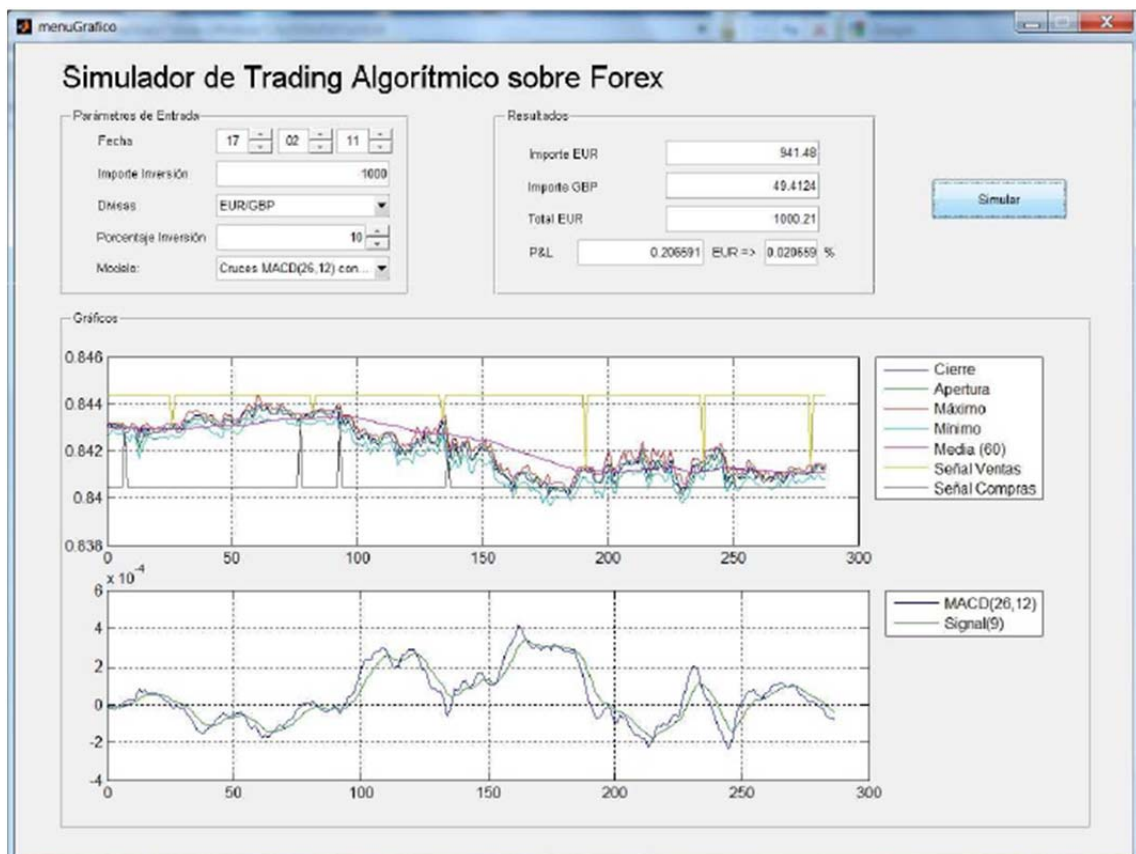 menuGrafico
Simulador de Trading Algorítmico sobre Forex
Parámetros de Entrada
Fecha 17 02 11
Importe Inversión 1000
Divisas EUR/GBP
Porcentaje Inversión 10
Modelo: Cruces MACD(26,12) con...
Resultados
Importe EUR 941.48
Importe GBP 49.4124
Total EUR 1000.21
P&L 0.206591 EUR => 0.020659 %
Simular
Gráficos
0.846
0.844
0.842
0.84
0.838
0 50 100 150 200 250 300
Cierre
Apertura
Máximo
Mínimo
Media (60)
Señal Ventas
Señal Compras
x 10^-4
6
4
2
0
-2
-4
0 50 100 150 200 250 300
MACD(26,12)
Signal(9)